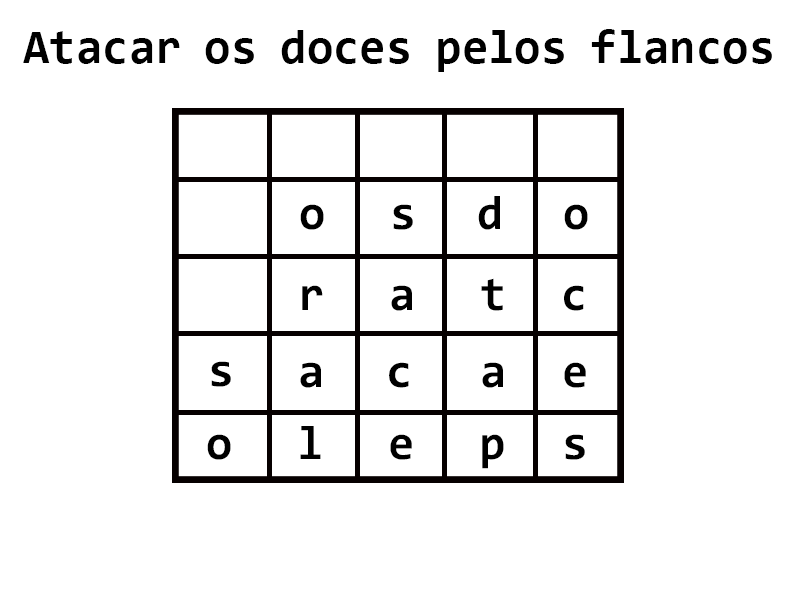 Atacar os doces pelos flancos
o s d o
r a t c
s a c a e
o l e p s